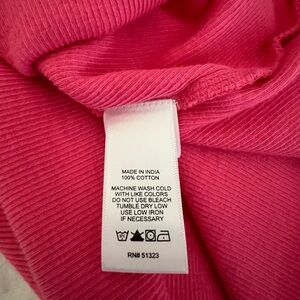 MADE IN INDIA
100% COTTON
MACHINE WASH COLD
WITH LIKE COLORS
DO NOT USE BLEACH
TUMBLE DRY LOW
USE LOW IRON
IF NECESSARY
RN# 51323